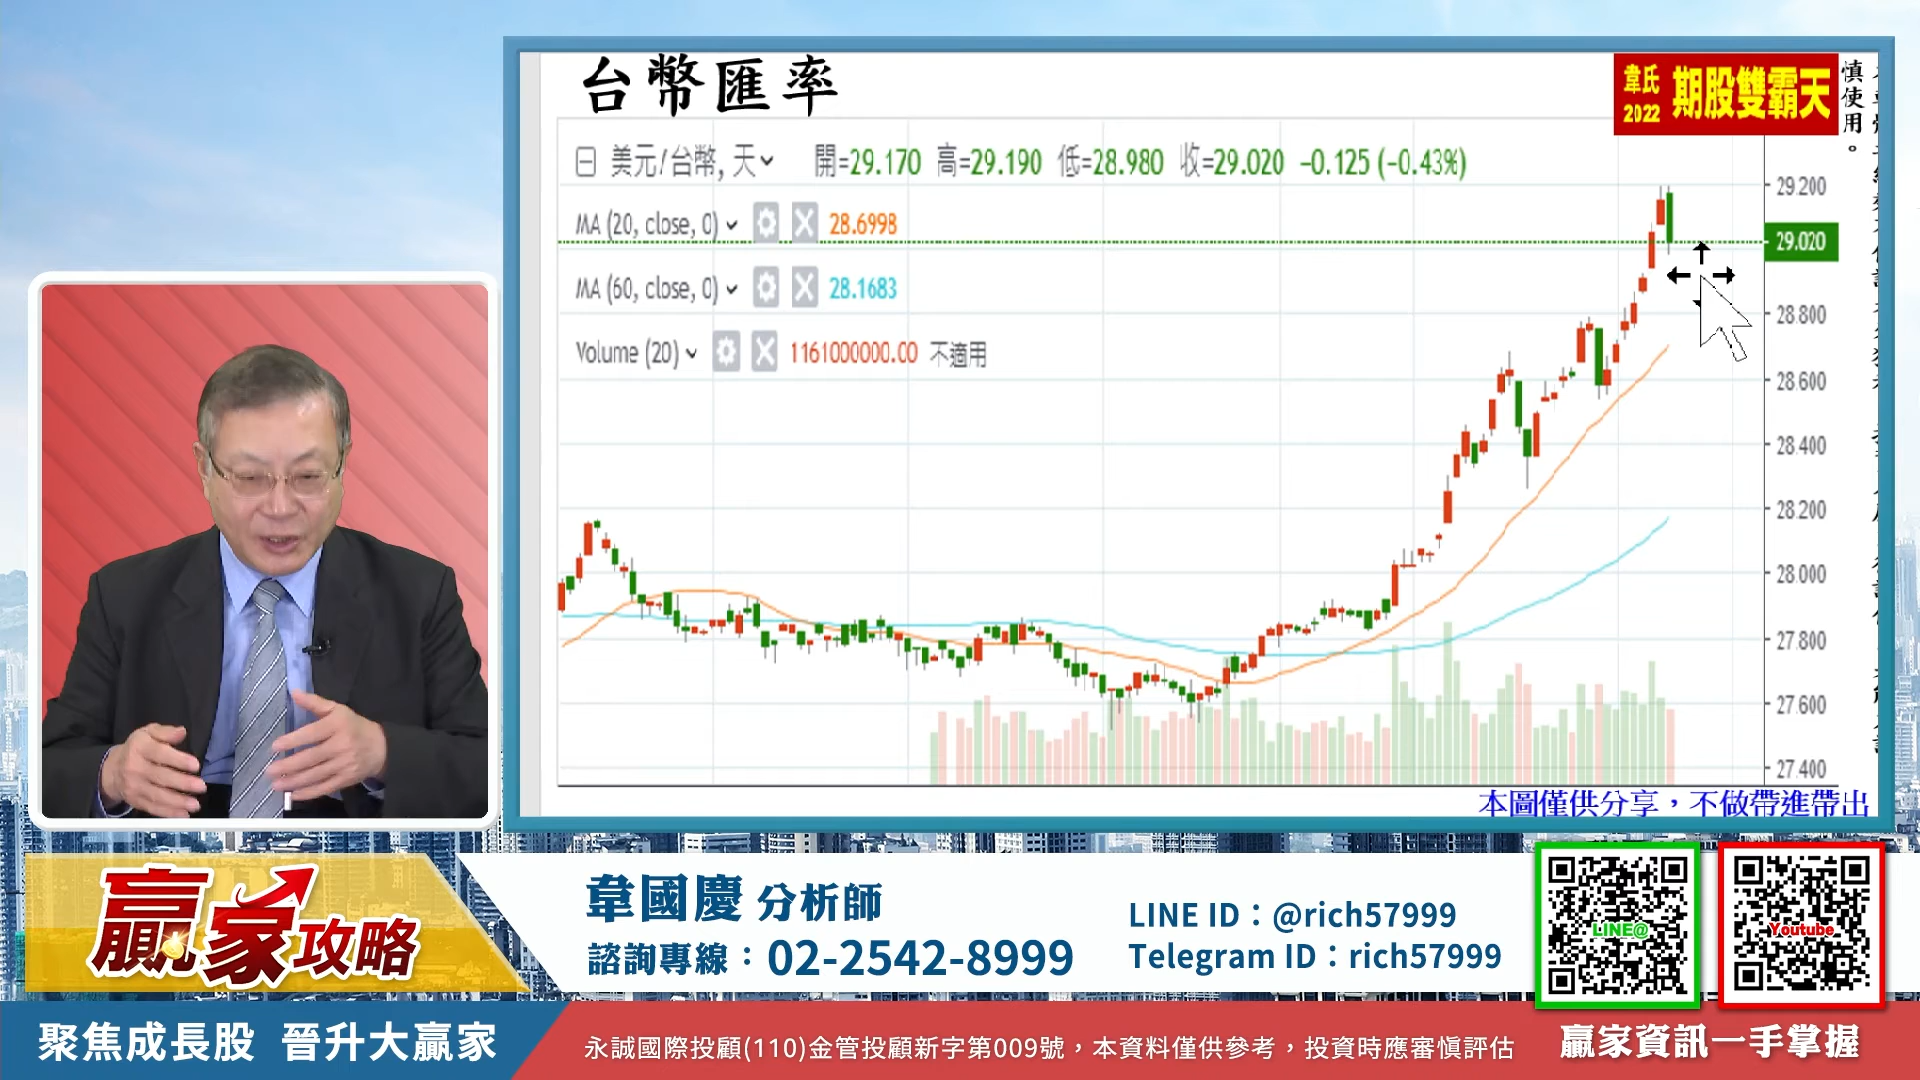 台幣匯率
韋氏
2022
期股雙霸天
慎使用。
美元/台幣, 天 開=29.170 高=29.190 低=28.980 收=29.020 −0.125 (−0.43%)
MA (20, close, 0) 28.6998
MA (60, close, 0) 28.1683
Volume (20) 1161000000.00 不適用
29.200
29.020
28.800
28.600
28.400
28.200
28.000
27.800
27.600
27.400
本圖僅供分享，不做帶進帶出
贏家攻略
韋國慶 分析師
諮詢專線：02-2542-8999
LINE ID：@rich57999
Telegram ID：rich57999
LINE@
Youtube
聚焦成長股 晉升大贏家
永誠國際投顧(110)金管投顧新字第009號，本資料僅供參考，投資時應審慎評估
贏家資訊一手掌握